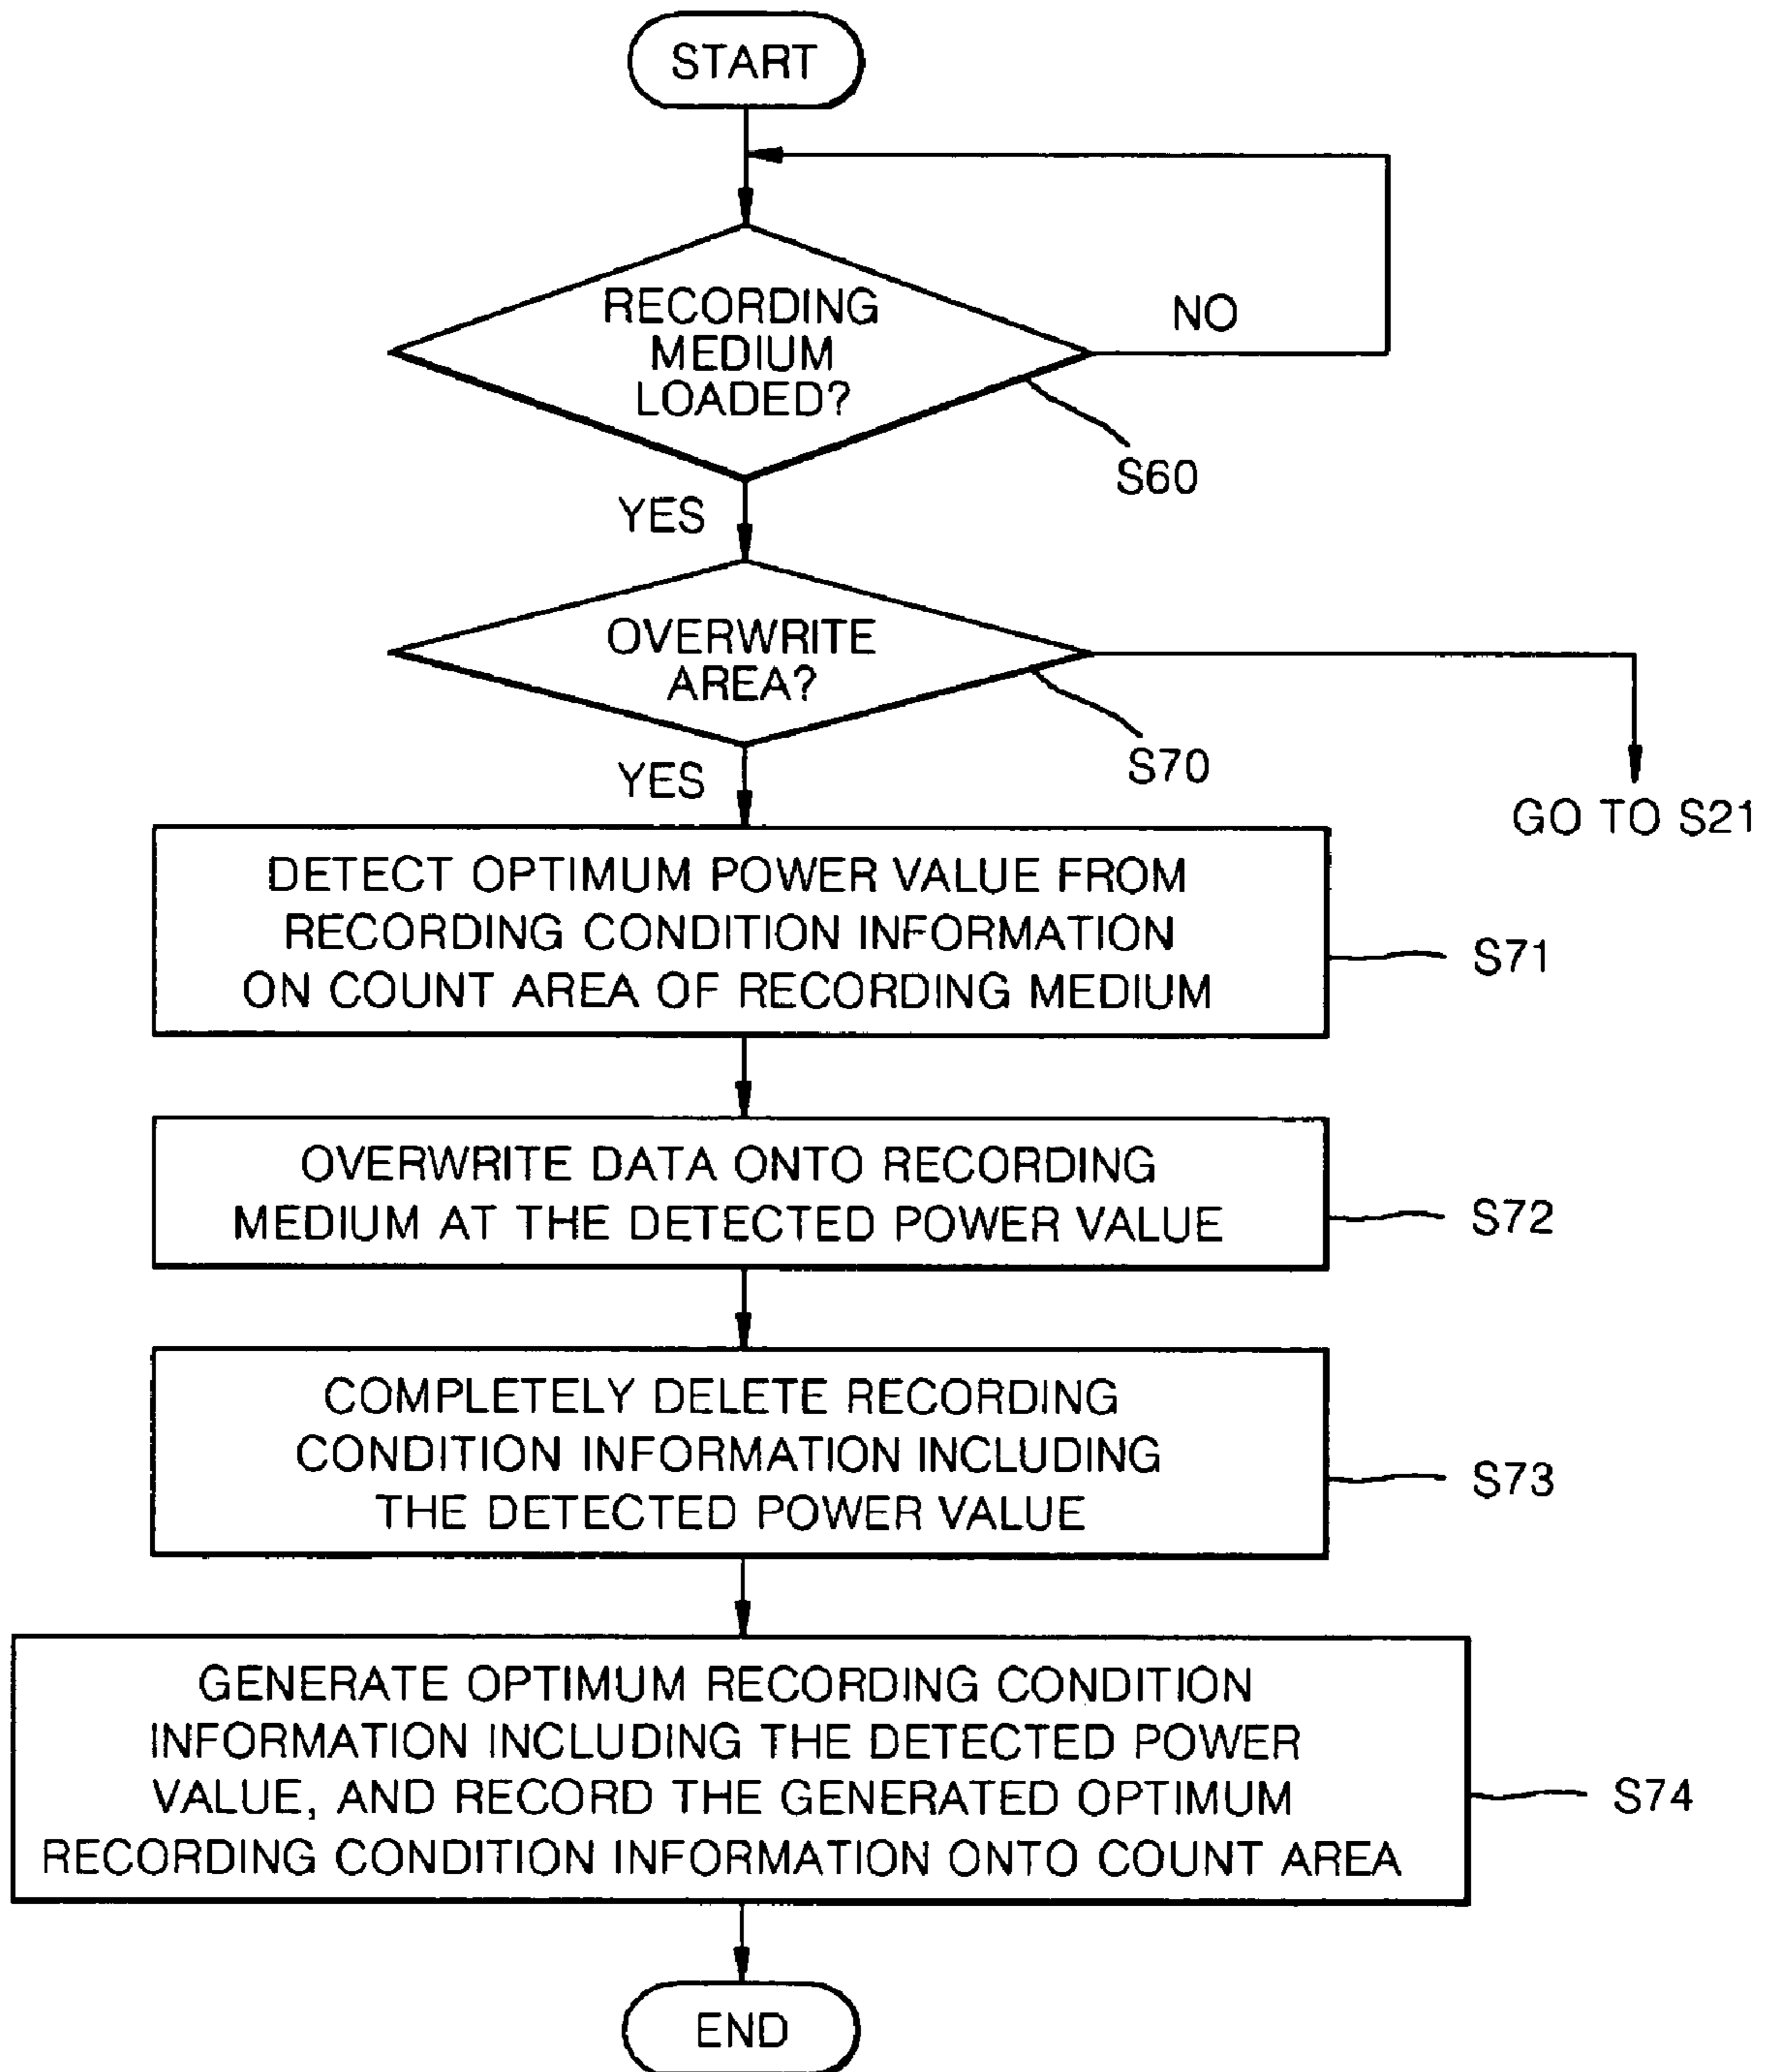 START
RECORDING
MEDIUM
LOADED?
NO
S60
YES
OVERWRITE
AREA?
S70
YES
GO TO S21
DETECT OPTIMUM POWER VALUE FROM
RECORDING CONDITION INFORMATION
ON COUNT AREA OF RECORDING MEDIUM
S71
OVERWRITE DATA ONTO RECORDING
MEDIUM AT THE DETECTED POWER VALUE
S72
COMPLETELY DELETE RECORDING
CONDITION INFORMATION INCLUDING
THE DETECTED POWER VALUE
S73
GENERATE OPTIMUM RECORDING CONDITION
INFORMATION INCLUDING THE DETECTED POWER
VALUE, AND RECORD THE GENERATED OPTIMUM
RECORDING CONDITION INFORMATION ONTO COUNT AREA
S74
END